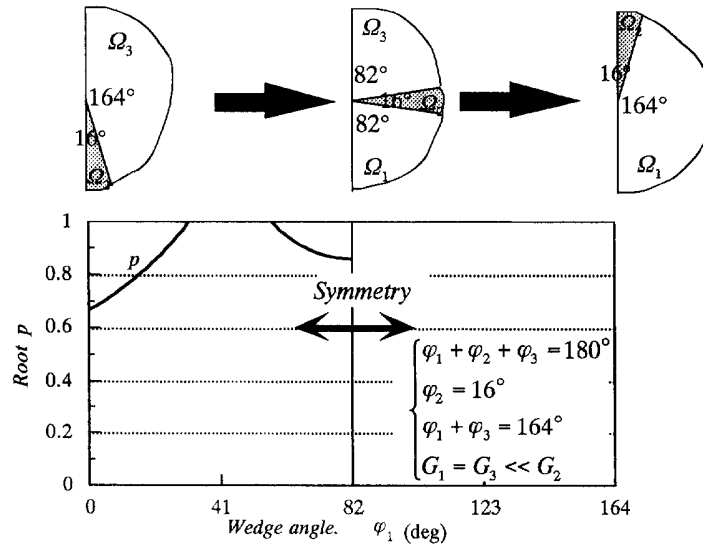 Ω₃
164°
16°
Ω
Ω₃
82°
16°
Ω
82°
Ω₁
Ω₂
16°
164°
Ω₁
1
0.8
0.6
0.4
0.2
0
Root p
p
Symmetry
φ₁ + φ₂ + φ₃ = 180°
φ₂ = 16°
φ₁ + φ₃ = 164°
G₁ = G₃ << G₂
0 41 82 123 164
Wedge angle. φ₁ (deg)